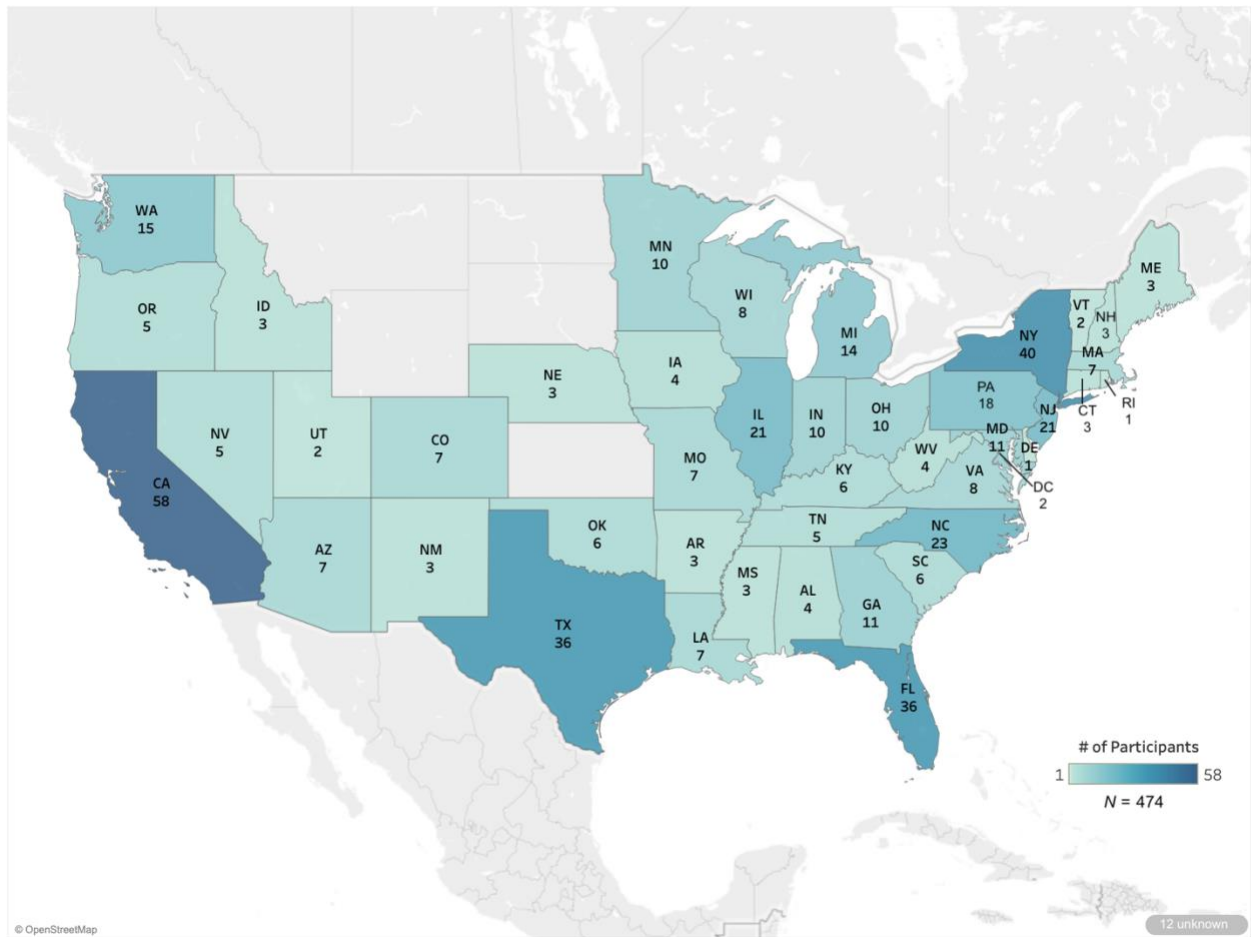 WA
15
OR
5
ID
3
CA
58
NV
5
UT
2
AZ
7
CO
7
NM
3
NE
3
OK
6
TX
36
MN
10
IA
4
MO
7
AR
3
LA
7
WI
8
IL
21
MI
14
IN
10
OH
10
KY
6
TN
5
MS
3
AL
4
GA
11
FL
36
SC
6
NC
23
VA
8
WV
4
PA
18
NY
40
VT
2
NH
3
ME
3
MA
7
RI
1
CT
3
NJ
21
MD
11
DE
1
DC
2
# of Participants
1 58
N = 474
© OpenStreetMap
12 unknown